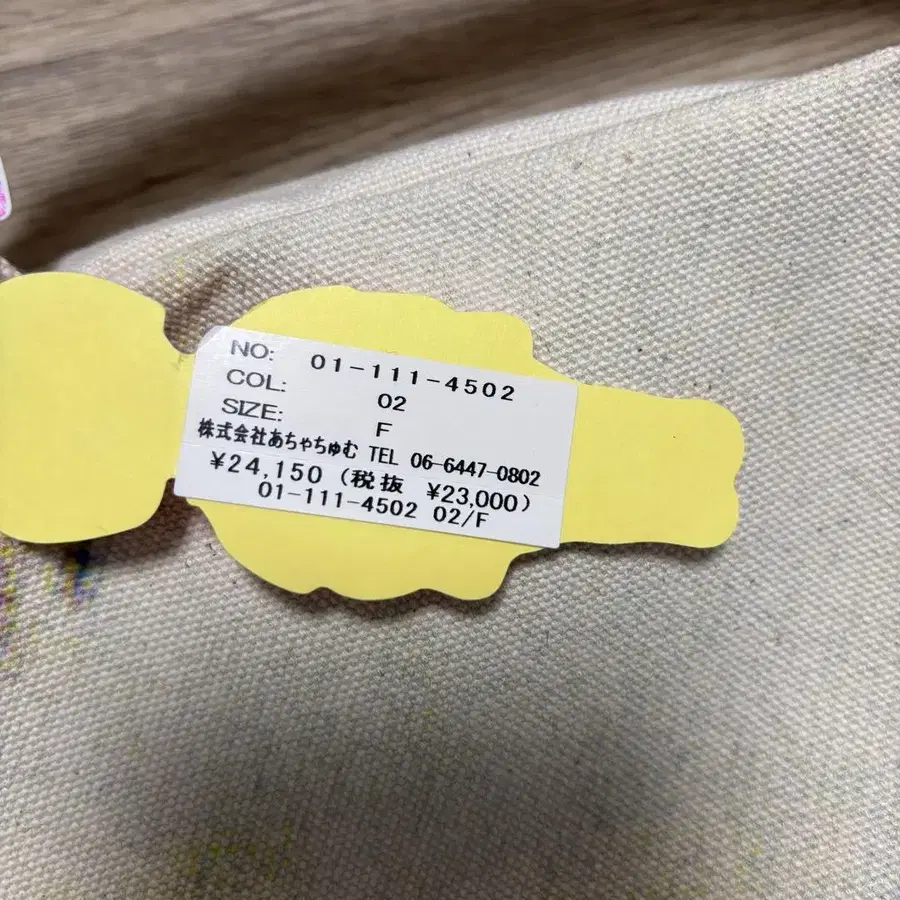 NO: 01-111-4502
COL: 02
SIZE: F
株式会社あちゃちゅむ TEL 06-6447-0802
¥24,150 (税抜 ¥23,000)
01-111-4502 02/F